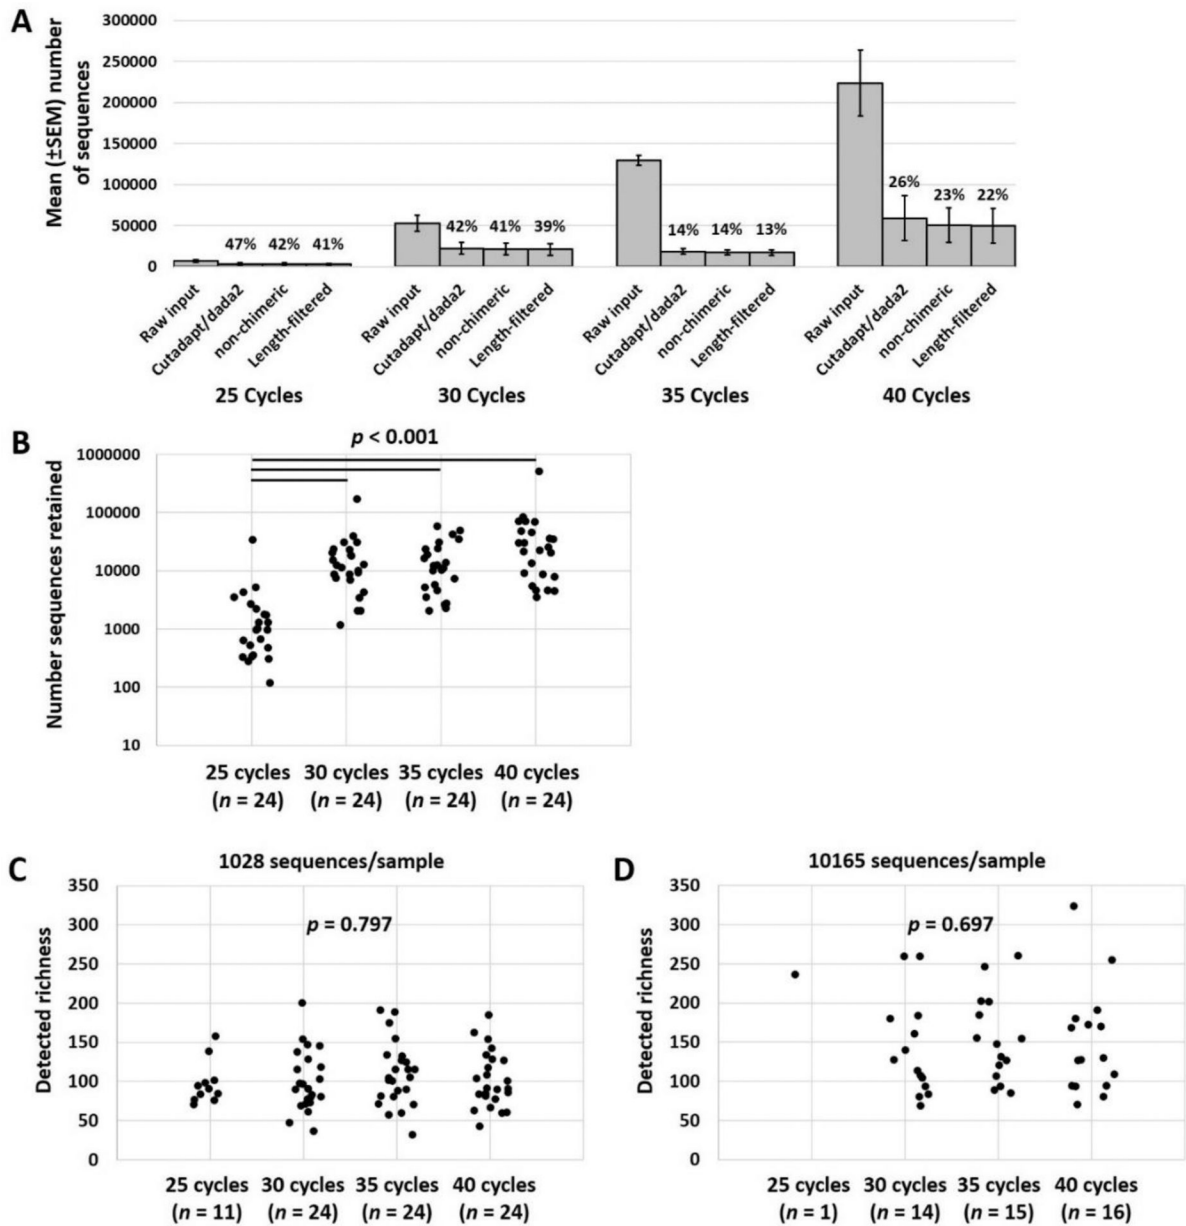 A
Mean (±SEM) number
of sequences
300000
250000
200000
150000
100000
50000
0
47%
42%
41%
42%
41%
39%
14%
14%
13%
26%
23%
22%
Raw input
Cutadapt/dada2
non-chimeric
Length-filtered
Raw input
Cutadapt/dada2
non-chimeric
Length-filtered
Raw input
Cutadapt/dada2
non-chimeric
Length-filtered
Raw input
Cutadapt/dada2
non-chimeric
Length-filtered
25 Cycles
30 Cycles
35 Cycles
40 Cycles
B
p < 0.001
Number sequences retained
1000000
100000
10000
1000
100
10
25 cycles
(n = 24)
30 cycles
(n = 24)
35 cycles
(n = 24)
40 cycles
(n = 24)
C
1028 sequences/sample
p = 0.797
Detected richness
350
300
250
200
150
100
50
0
25 cycles
(n = 11)
30 cycles
(n = 24)
35 cycles
(n = 24)
40 cycles
(n = 24)
D
10165 sequences/sample
p = 0.697
Detected richness
350
300
250
200
150
100
50
0
25 cycles
(n = 1)
30 cycles
(n = 14)
35 cycles
(n = 15)
40 cycles
(n = 16)